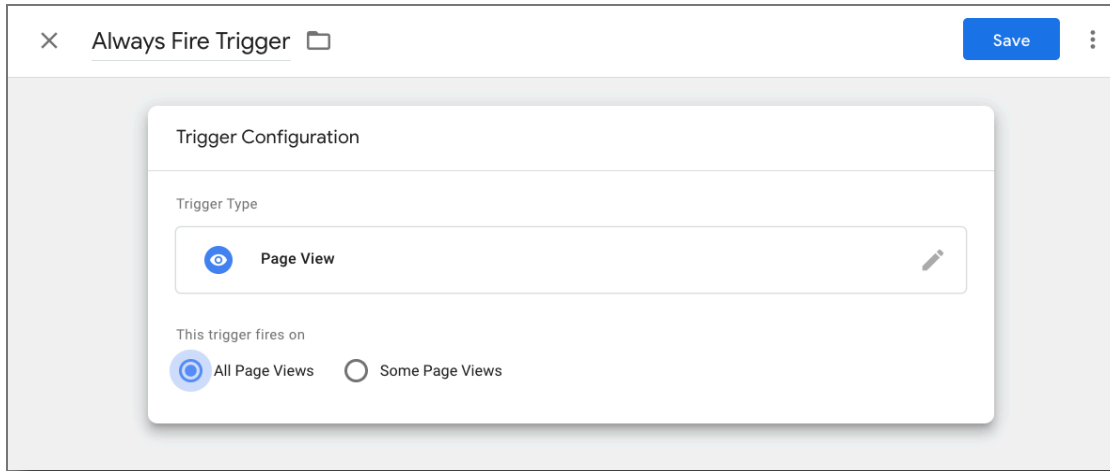 Always Fire Trigger
Save
Trigger Configuration
Trigger Type
Page View
This trigger fires on
All Page Views Some Page Views